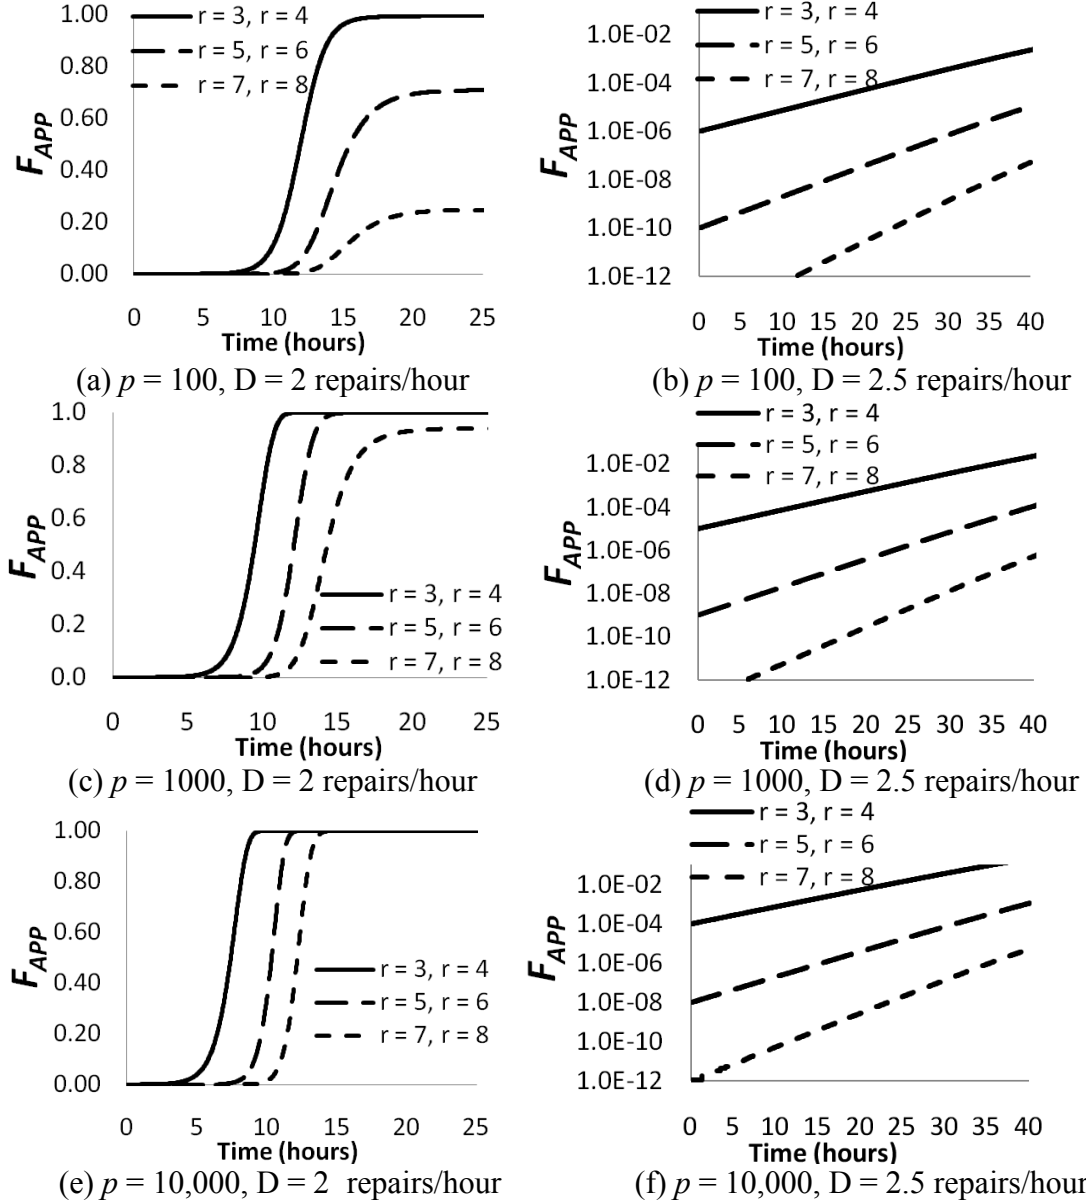 1.00
0.80
0.60
0.40
0.20
0.00
F_APP
r = 3, r = 4
r = 5, r = 6
r = 7, r = 8
0 5 10 15 20 25
Time (hours)
(a) p = 100, D = 2 repairs/hour
r = 3, r = 4
r = 5, r = 6
r = 7, r = 8
1.0E-02
1.0E-04
1.0E-06
1.0E-08
1.0E-10
1.0E-12
F_APP
0 5 10 15 20 25 30 35 40
Time (hours)
(b) p = 100, D = 2.5 repairs/hour
1.0
0.8
0.6
0.4
0.2
0.0
F_APP
r = 3, r = 4
r = 5, r = 6
r = 7, r = 8
0 5 10 15 20 25
Time (hours)
(c) p = 1000, D = 2 repairs/hour
r = 3, r = 4
r = 5, r = 6
r = 7, r = 8
1.0E-02
1.0E-04
1.0E-06
1.0E-08
1.0E-10
1.0E-12
F_APP
0 5 10 15 20 25 30 35 40
Time (hours)
(d) p = 1000, D = 2.5 repairs/hour
1.00
0.80
0.60
0.40
0.20
0.00
F_APP
r = 3, r = 4
r = 5, r = 6
r = 7, r = 8
0 5 10 15 20 25
Time (hours)
(e) p = 10,000, D = 2 repairs/hour
r = 3, r = 4
r = 5, r = 6
r = 7, r = 8
1.0E-02
1.0E-04
1.0E-06
1.0E-08
1.0E-10
1.0E-12
F_APP
0 5 10 15 20 25 30 35 40
Time (hours)
(f) p = 10,000, D = 2.5 repairs/hour